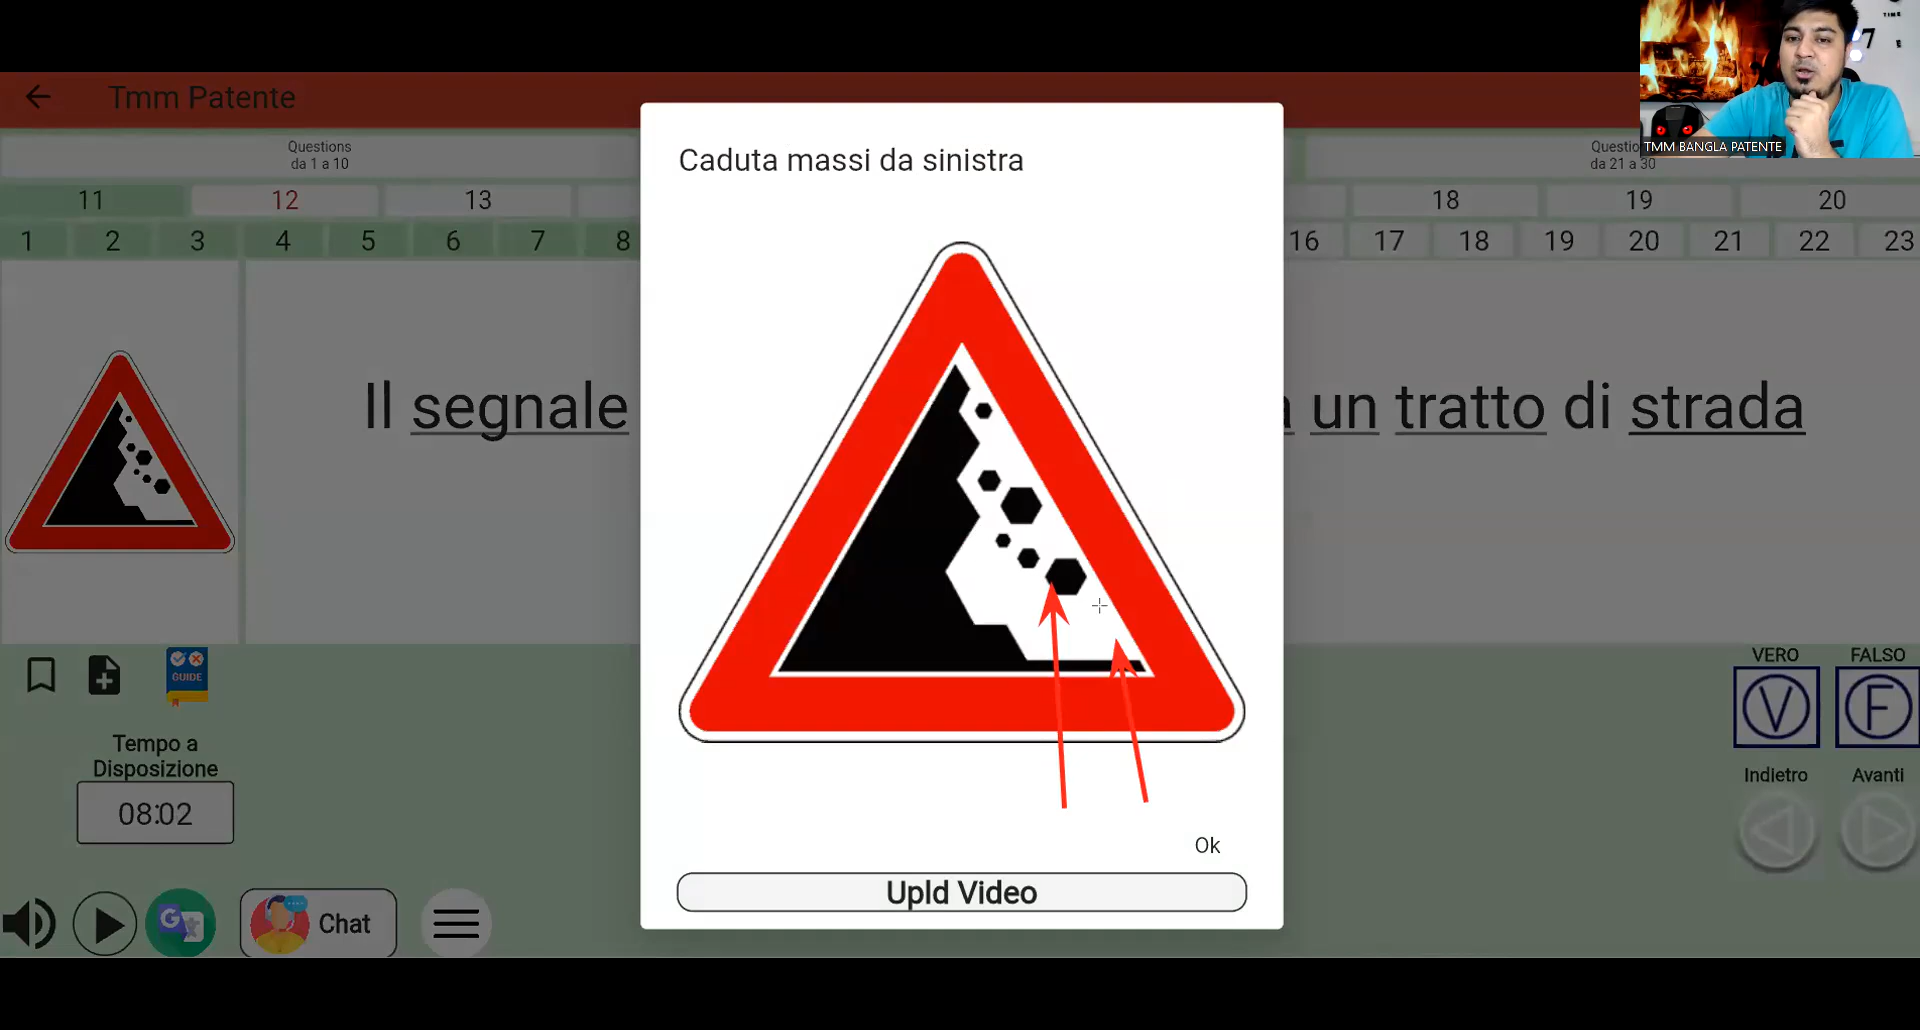 Tmm Patente
TIME
7
TMM BANGLA PATENTE
Questions
da 1 a 10
Questio
da 21 a 30
11 12 13 18 19 20
1 2 3 4 5 6 7 8 16 17 18 19 20 21 22 23
Caduta massi da sinistra
Il segnale un tratto di strada
GUIDE
Tempo a
Disposizione
08:02
VERO FALSO
V F
Indietro Avanti
Ok
Upld Video
G
Chat